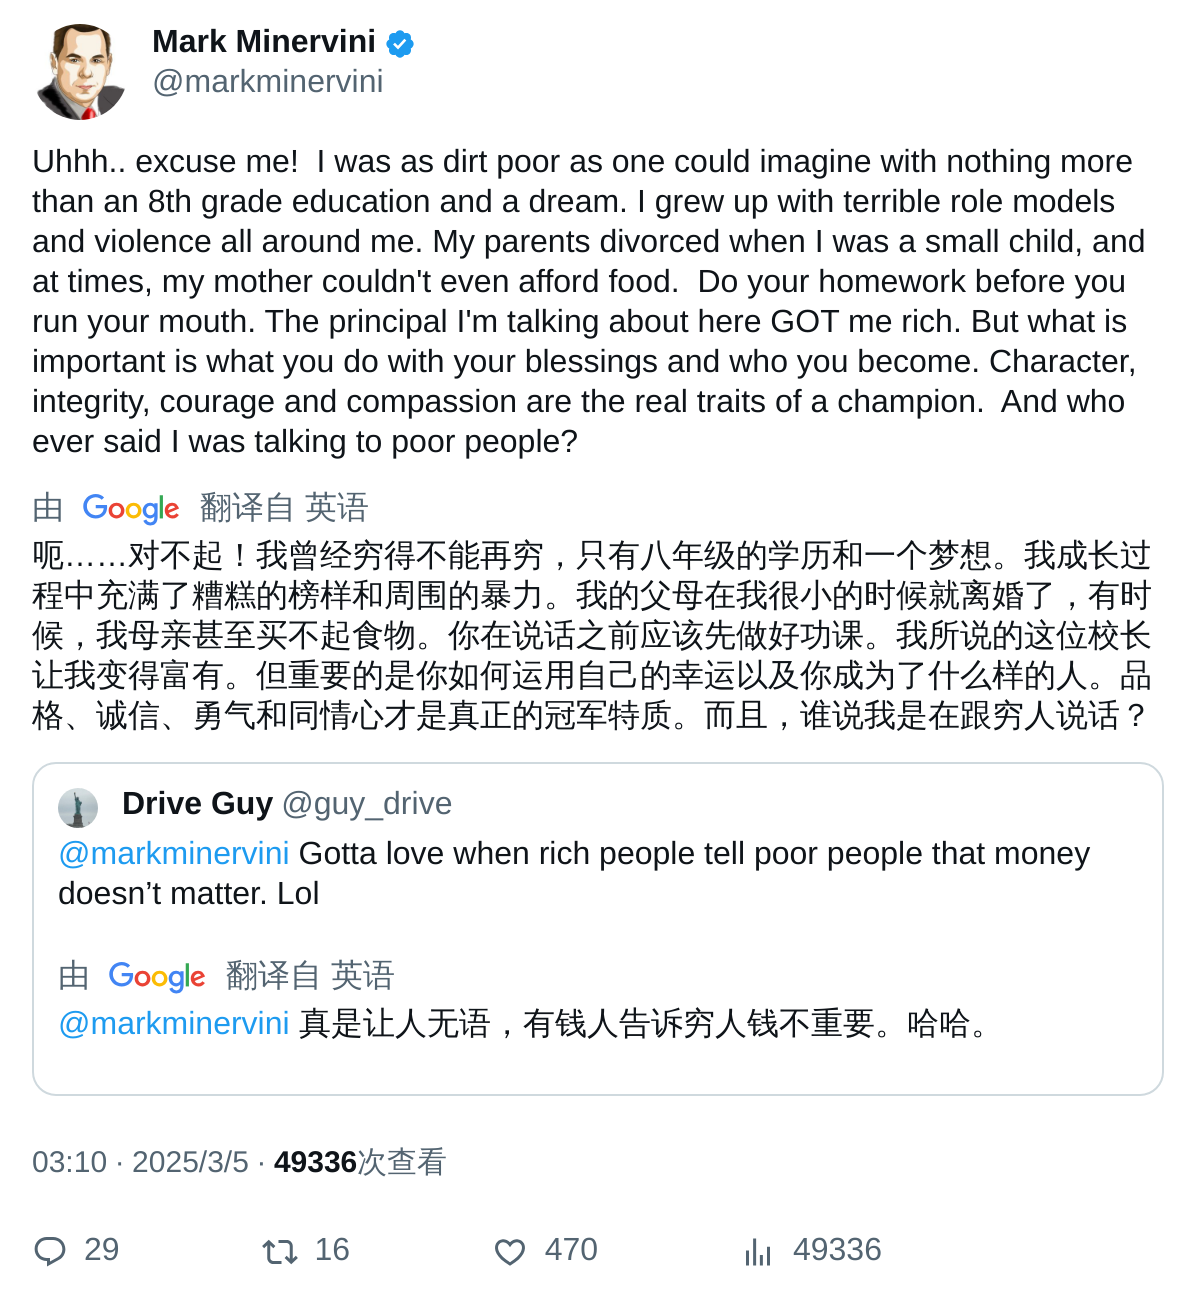 Mark Minervini
@markminervini
Uhhh.. excuse me!  I was as dirt poor as one could imagine with nothing more
than an 8th grade education and a dream. I grew up with terrible role models
and violence all around me. My parents divorced when I was a small child, and
at times, my mother couldn't even afford food.  Do your homework before you
run your mouth. The principal I'm talking about here GOT me rich. But what is
important is what you do with your blessings and who you become. Character,
integrity, courage and compassion are the real traits of a champion.  And who
ever said I was talking to poor people?
由 Google 翻译自 英语
呃……对不起！我曾经穷得不能再穷，只有八年级的学历和一个梦想。我成长过
程中充满了糟糕的榜样和周围的暴力。我的父母在我很小的时候就离婚了，有时
候，我母亲甚至买不起食物。你在说话之前应该先做好功课。我所说的这位校长
让我变得富有。但重要的是你如何运用自己的幸运以及你成为了什么样的人。品
格、诚信、勇气和同情心才是真正的冠军特质。而且，谁说我是在跟穷人说话？
Drive Guy @guy_drive
@markminervini Gotta love when rich people tell poor people that money
doesn’t matter. Lol
由 Google 翻译自 英语
@markminervini 真是让人无语，有钱人告诉穷人钱不重要。哈哈。
03:10 · 2025/3/5 · 49336次查看
29 16 470 49336